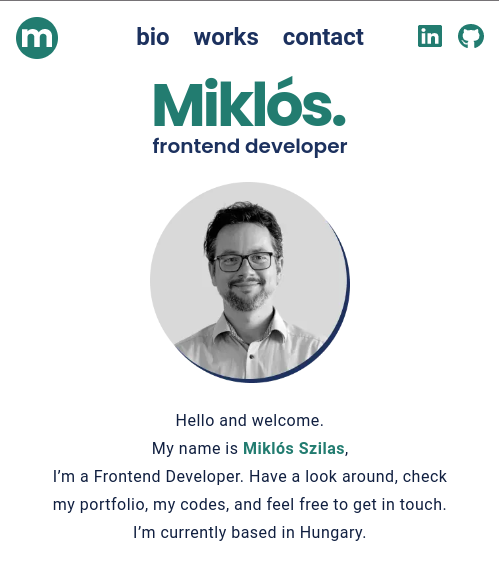 m bio works contact in
Miklós.
frontend developer
Hello and welcome.
My name is Miklós Szilas,
I’m a Frontend Developer. Have a look around, check
my portfolio, my codes, and feel free to get in touch.
I’m currently based in Hungary.